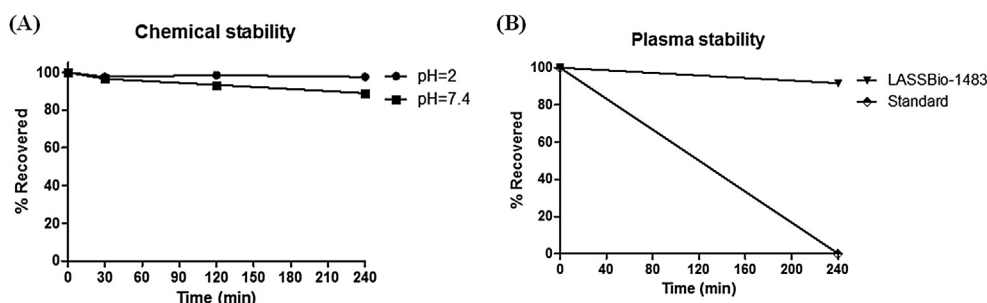 (A)
Chemical stability
100
80
60
40
20
0
% Recovered
0 30 60 90 120 150 180 210 240
Time (min)
pH=2
pH=7.4
(B)
Plasma stability
100
80
60
40
20
0
% Recovered
0 40 80 120 160 200 240
Time (min)
LASSBio-1483
Standard